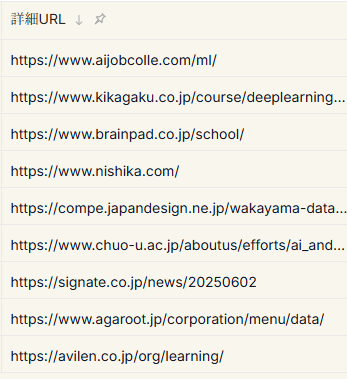 詳細URL
https://www.aijobcolle.com/ml/
https://www.kikagaku.co.jp/course/deeplearning...
https://www.brainpad.co.jp/school/
https://www.nishika.com/
https://compe.japandesign.ne.jp/wakayama-data...
https://www.chuo-u.ac.jp/aboutus/efforts/ai_and...
https://signate.co.jp/news/20250602
https://www.agaroot.jp/corporation/menu/data/
https://avilen.co.jp/org/learning/